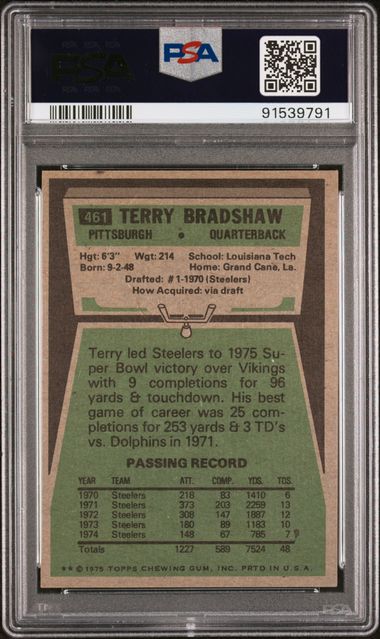 PSA
PSA
91539791
461 TERRY BRADSHAW
PITTSBURGH • QUARTERBACK
Hgt: 6'3" Wgt: 214 School: Louisiana Tech
Born: 9-2-48 Home: Grand Cane, La.
Drafted: #1-1970 (Steelers)
How Acquired: via draft
Terry led Steelers to 1975 Su-
per Bowl victory over Vikings
with 9 completions for 96
yards & touchdown. His best
game of career was 25 com-
pletions for 253 yards & 3 TD's
vs. Dolphins in 1971.
PASSING RECORD
YEAR TEAM ATT. COMP. YDS. TDS.
1970 Steelers 218 83 1410 6
1971 Steelers 373 203 2259 13
1972 Steelers 308 147 1887 12
1973 Steelers 180 89 1183 10
1974 Steelers 148 67 785 7
Totals 1227 589 7524 48
** © 1975 TOPPS CHEWING GUM, INC. PRTD IN U.S.A.
PSA